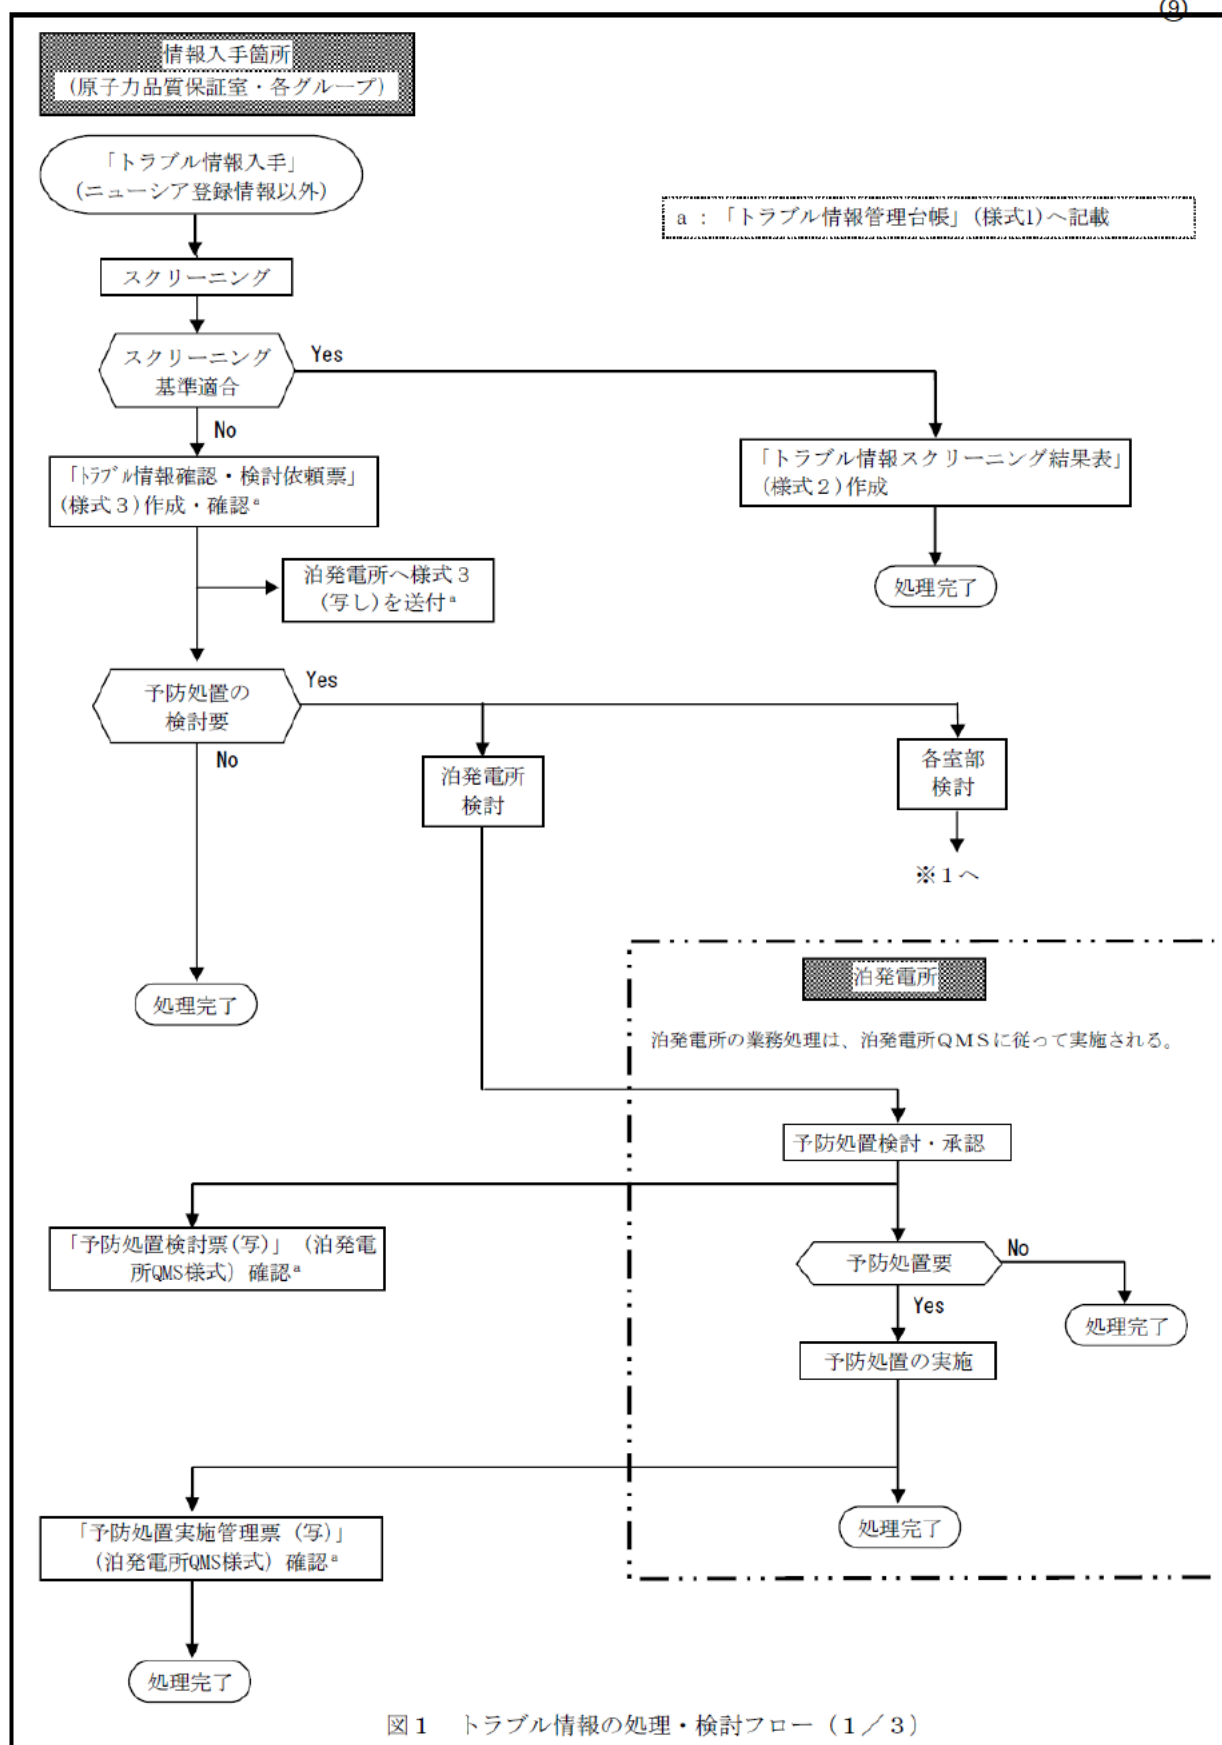 ⑨
情報入手箇所
(原子力品質保証室・各グループ)
「トラブル情報入手」
(ニューシア登録情報以外)
a：「トラブル情報管理台帳」(様式1)へ記載
スクリーニング
スクリーニング
基準適合
Yes
No
「ﾄﾗﾌﾞﾙ情報確認・検討依頼票」
(様式３)作成・確認ª
「トラブル情報スクリーニング結果表」
(様式２)作成
泊発電所へ様式３
(写し)を送付ª
処理完了
予防処置の
検討要
Yes
No
泊発電所
検討
各室部
検討
※１へ
処理完了
泊発電所
泊発電所の業務処理は、泊発電所ＱＭＳに従って実施される。
予防処置検討・承認
「予防処置検討票(写)」（泊発電
所QMS様式）確認ª
予防処置要
No
Yes
処理完了
予防処置の実施
「予防処置実施管理票（写）」
(泊発電所QMS様式）確認ª
処理完了
処理完了
図１　トラブル情報の処理・検討フロー（１／３）